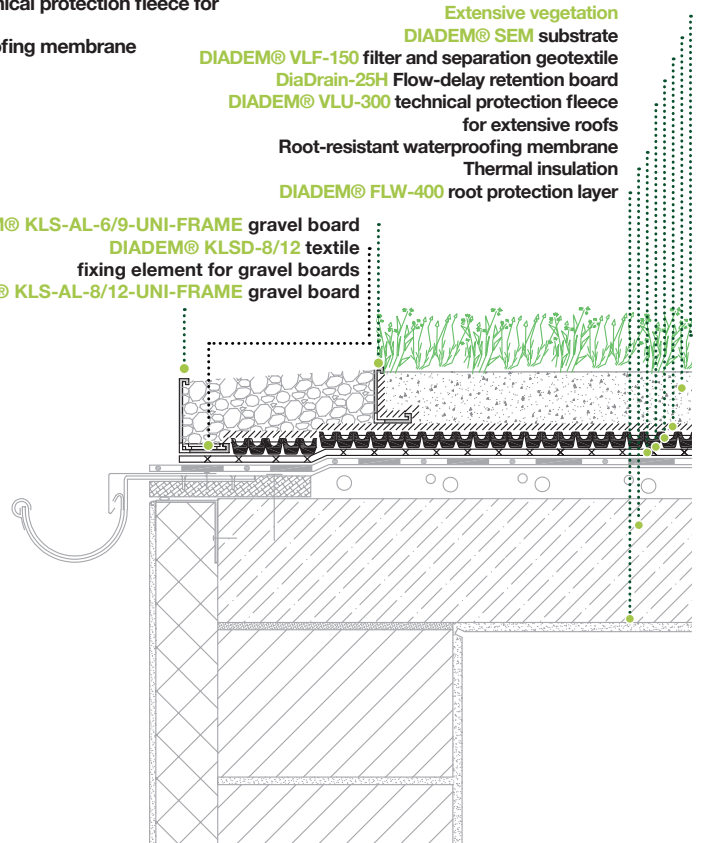 technical protection fleece for
roofing membrane
Extensive vegetation
DIADEM® SEM substrate
DIADEM® VLF-150 filter and separation geotextile
DiaDrain-25H Flow-delay retention board
DIADEM® VLU-300 technical protection fleece
for extensive roofs
Root-resistant waterproofing membrane
Thermal insulation
DIADEM® FLW-400 root protection layer
® KLS-AL-6/9-UNI-FRAME gravel board
DIADEM® KLSD-8/12 textile
fixing element for gravel boards
® KLS-AL-8/12-UNI-FRAME gravel board